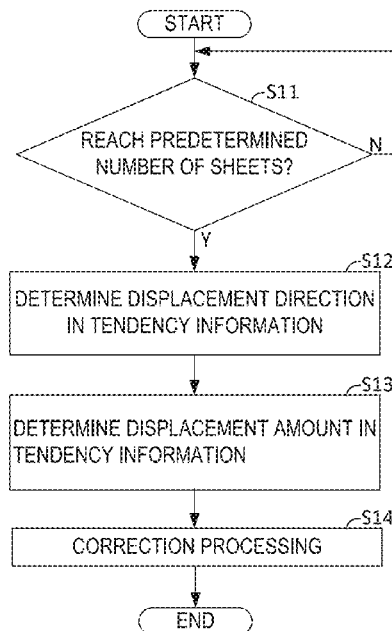 START
S11
REACH PREDETERMINED
NUMBER OF SHEETS?
N
Y
S12
DETERMINE DISPLACEMENT DIRECTION
IN TENDENCY INFORMATION
S13
DETERMINE DISPLACEMENT AMOUNT IN
TENDENCY INFORMATION
S14
CORRECTION PROCESSING
END